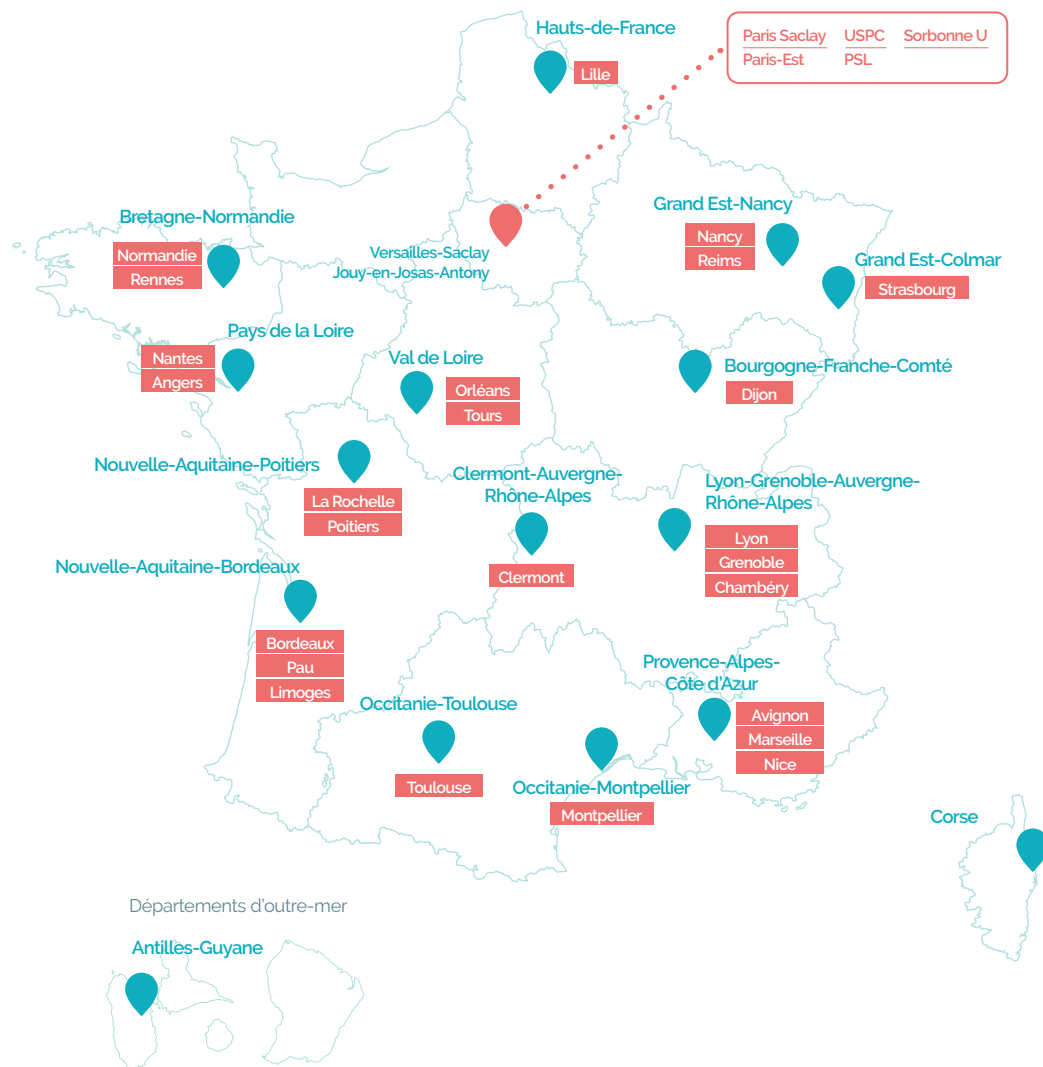 Hauts-de-France
Lille
Paris Saclay USPC Sorbonne U
Paris-Est PSL
Bretagne-Normandie
Normandie
Rennes
Versailles-Saclay
Jouy-en-Josas-Antony
Grand Est-Nancy
Nancy
Reims
Grand Est-Colmar
Strasbourg
Pays de la Loire
Nantes
Angers
Val de Loire
Orléans
Tours
Bourgogne-Franche-Comté
Dijon
Nouvelle-Aquitaine-Poitiers
La Rochelle
Poitiers
Clermont-Auvergne-
Rhône-Alpes
Clermont
Lyon-Grenoble-Auvergne-
Rhône-Alpes
Lyon
Grenoble
Chambéry
Nouvelle-Aquitaine-Bordeaux
Bordeaux
Pau
Limoges
Occitanie-Toulouse
Toulouse
Provence-Alpes-
Côte d'Azur
Avignon
Marseille
Nice
Occitanie-Montpellier
Montpellier
Corse
Départements d'outre-mer
Antilles-Guyane